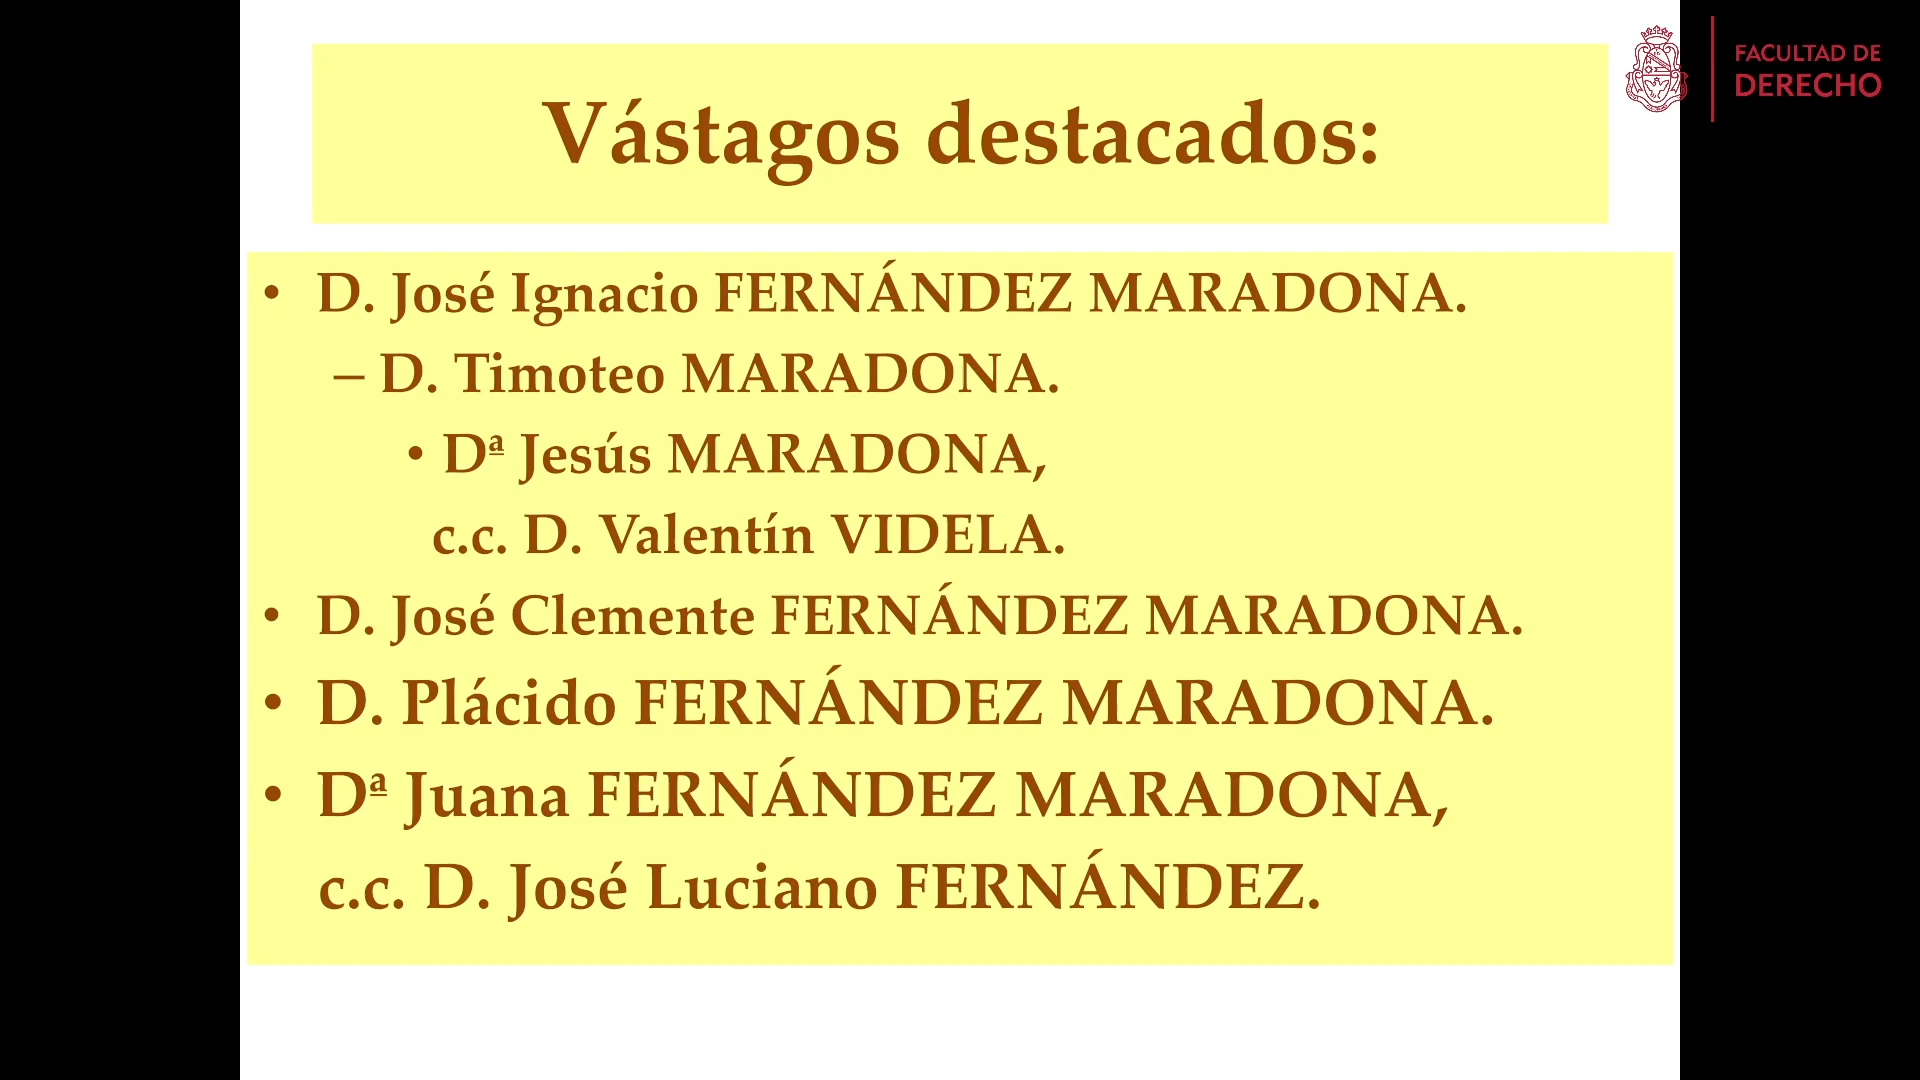 FACULTAD DE
DERECHO
Vástagos destacados:
• D. José Ignacio FERNÁNDEZ MARADONA.
– D. Timoteo MARADONA.
• Dª Jesús MARADONA,
c.c. D. Valentín VIDELA.
• D. José Clemente FERNÁNDEZ MARADONA.
• D. Plácido FERNÁNDEZ MARADONA.
• Dª Juana FERNÁNDEZ MARADONA,
c.c. D. José Luciano FERNÁNDEZ.